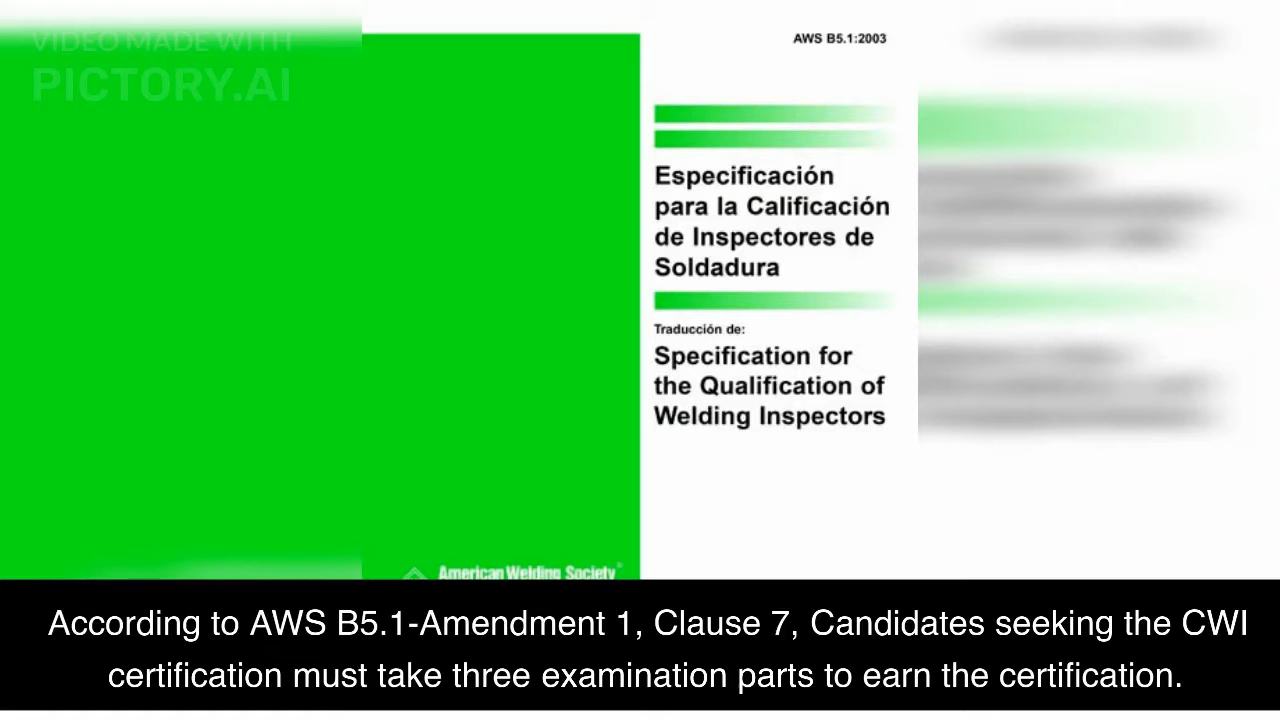 VIDEO MADE WITH
PICTORY.AI
AWS B5.1:2003
Especificación
para la Calificación
de Inspectores de
Soldadura
Traducción de:
Specification for
the Qualification of
Welding Inspectors
American Welding Society
According to AWS B5.1-Amendment 1, Clause 7, Candidates seeking the CWI
certification must take three examination parts to earn the certification.